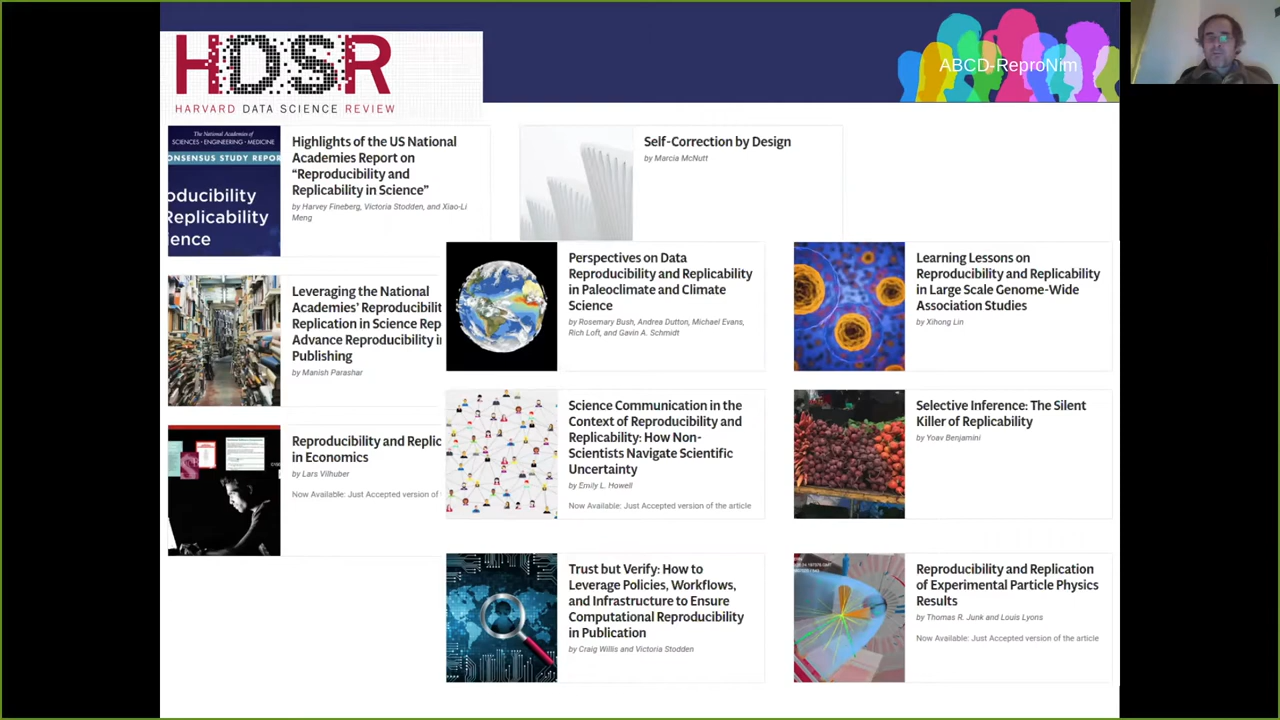 HDSR
HARVARD DATA SCIENCE REVIEW
ABCD-ReproNim
The National Academies of
SCIENCES • ENGINEERING • MEDICINE
ONSENSUS STUDY REPOR
oducibility
Replicability
ience
Highlights of the US National
Academies Report on
“Reproducibility and
Replicability in Science”
by Harvey Fineberg, Victoria Stodden, and Xiao-Li
Meng
Self-Correction by Design
by Marcia McNutt
Leveraging the National
Academies’ Reproducibilit
Replication in Science Rep
Advance Reproducibility i
Publishing
by Manish Parashar
Perspectives on Data
Reproducibility and Replicability
in Paleoclimate and Climate
Science
by Rosemary Bush, Andrea Dutton, Michael Evans,
Rich Loft, and Gavin A. Schmidt
Learning Lessons on
Reproducibility and Replicability
in Large Scale Genome-Wide
Association Studies
by Xihong Lin
Reproducibility and Replic
in Economics
by Lars Vilhuber
Now Available: Just Accepted version of
Science Communication in the
Context of Reproducibility and
Replicability: How Non-
Scientists Navigate Scientific
Uncertainty
by Emily L. Howell
Now Available: Just Accepted version of the article
Selective Inference: The Silent
Killer of Replicability
by Yoav Benjamini
Trust but Verify: How to
Leverage Policies, Workflows,
and Infrastructure to Ensure
Computational Reproducibility
in Publication
by Craig Willis and Victoria Stodden
Reproducibility and Replication
of Experimental Particle Physics
Results
by Thomas R. Junk and Louis Lyons
Now Available: Just Accepted version of the article